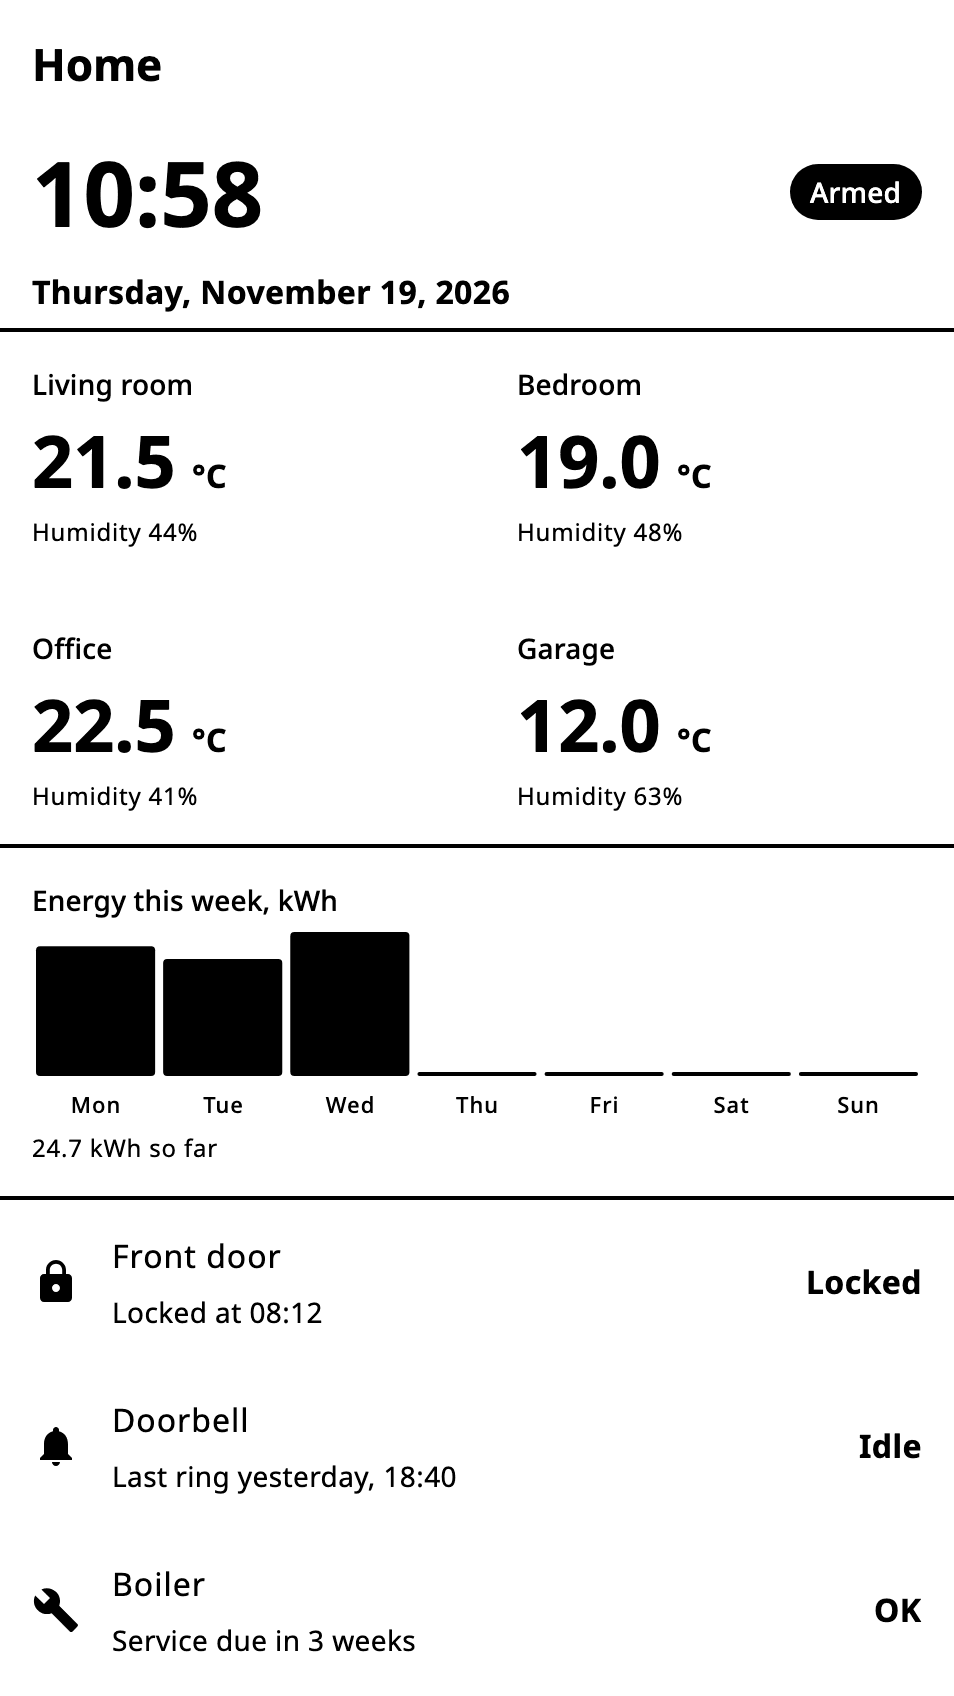 Home
10:58
Armed
Thursday, November 19, 2026
Living room
21.5 °C
Humidity 44%
Bedroom
19.0 °C
Humidity 48%
Office
22.5 °C
Humidity 41%
Garage
12.0 °C
Humidity 63%
Energy this week, kWh
Mon Tue Wed Thu Fri Sat Sun
24.7 kWh so far
Front door
Locked at 08:12
Locked
Doorbell
Last ring yesterday, 18:40
Idle
Boiler
Service due in 3 weeks
OK